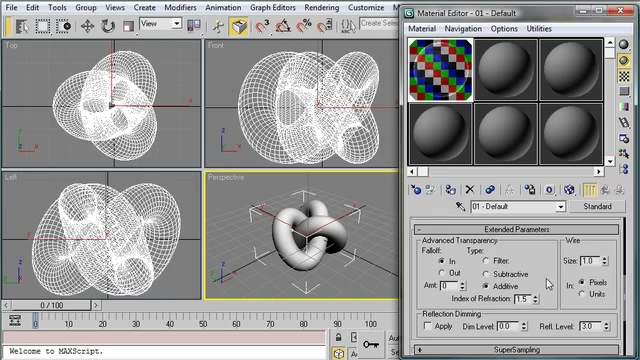 File Edit Tools Group Views Create Modifiers Animation Graph Editors Rendering Customize
View
3
Create Selec
Top
Front
Left
Perspective
0 / 100
0 10 20 30 40 50 60 70 80 90 100
Welcome to MAXScript.
Material Editor - 01 - Default
Material Navigation Options Utilities
01 - Default
Standard
Extended Parameters
Advanced Transparency
Wire
Falloff: Type:
In Filter: Size: 1.0
Out Subtractive In: Pixels
Amt: 0 Additive Units
Index of Refraction: 1.5
Reflection Dimming
Apply Dim Level: 0.0 Refl. Level: 3.0
SuperSampling